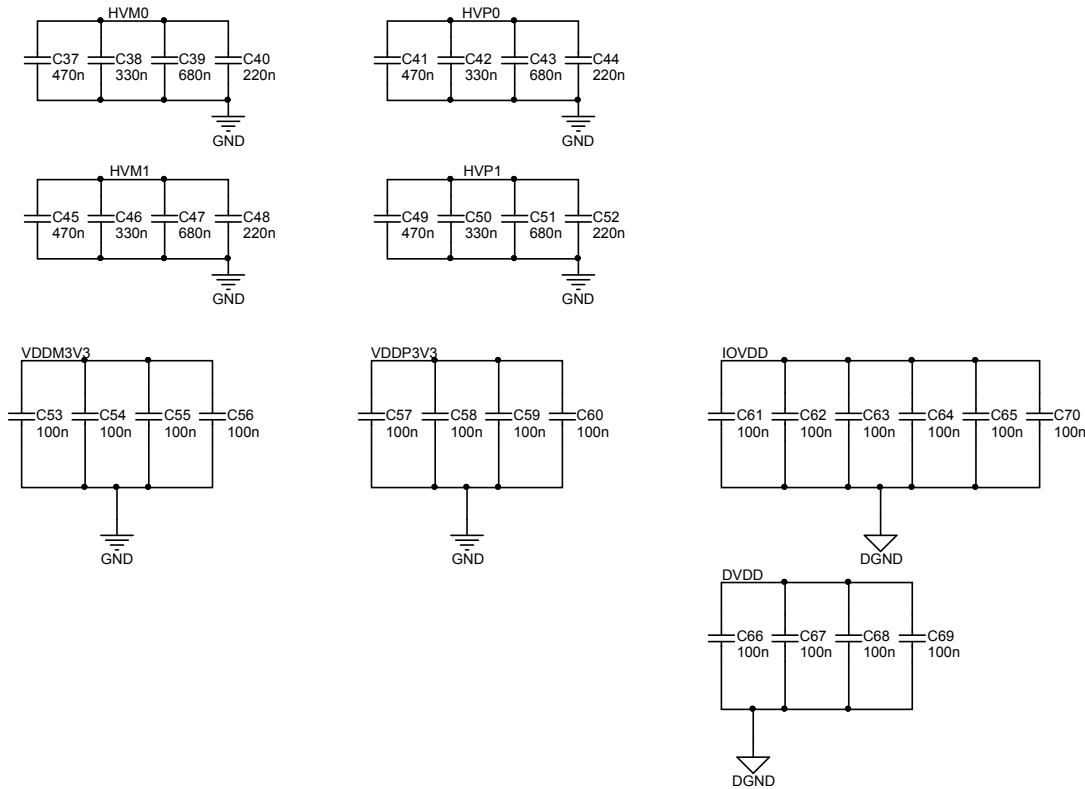 HVM0
HVP0
C37 C38 C39 C40
470n 330n 680n 220n
C41 C42 C43 C44
470n 330n 680n 220n
GND
GND
HVM1
HVP1
C45 C46 C47 C48
470n 330n 680n 220n
C49 C50 C51 C52
470n 330n 680n 220n
GND
GND
VDDM3V3
VDDP3V3
IOVDD
C53 C54 C55 C56
100n 100n 100n 100n
C57 C58 C59 C60
100n 100n 100n 100n
C61 C62 C63 C64 C65 C70
100n 100n 100n 100n 100n 100n
GND
GND
DGND
DVDD
C66 C67 C68 C69
100n 100n 100n 100n
DGND